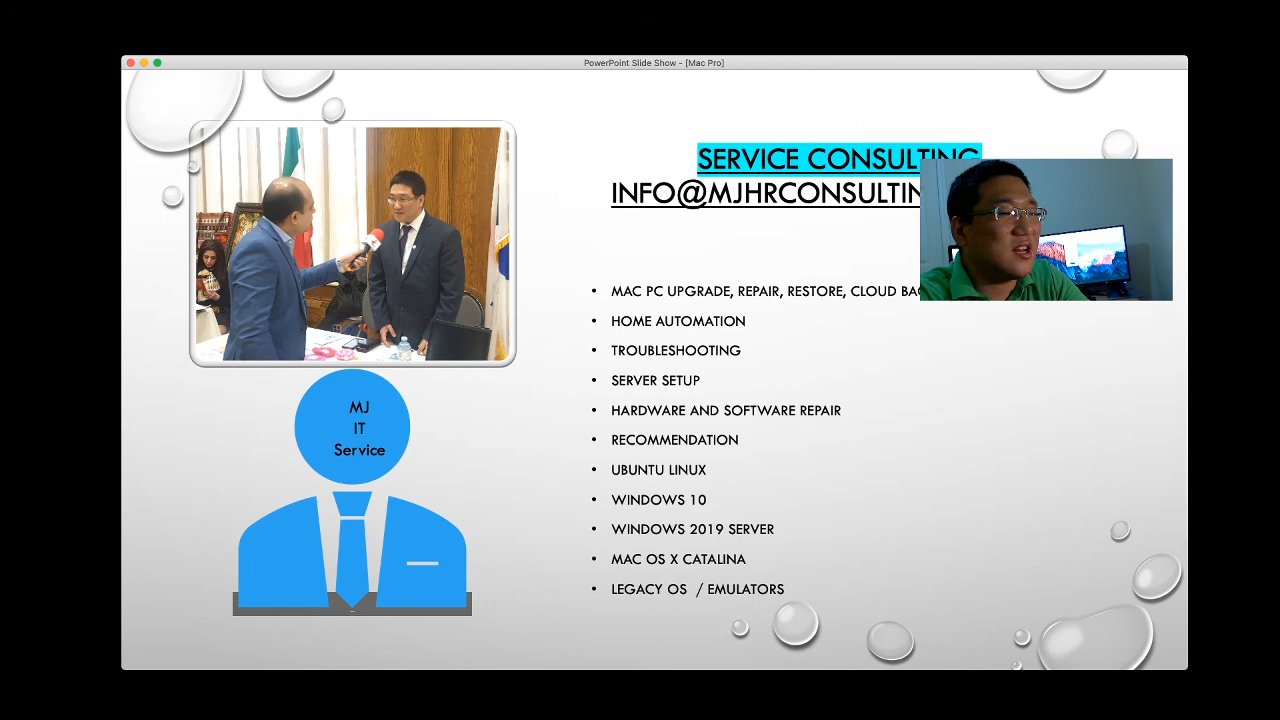 PowerPoint Slide Show - [Mac Pro]
SERVICE CONSULTING
INFO@MJHRCONSULTIN
• MAC PC UPGRADE, REPAIR, RESTORE, CLOUD
• HOME AUTOMATION
• TROUBLESHOOTING
• SERVER SETUP
• HARDWARE AND SOFTWARE REPAIR
• RECOMMENDATION
• UBUNTU LINUX
• WINDOWS 10
• WINDOWS 2019 SERVER
• MAC OS X CATALINA
• LEGACY OS / EMULATORS
MJ
IT
Service